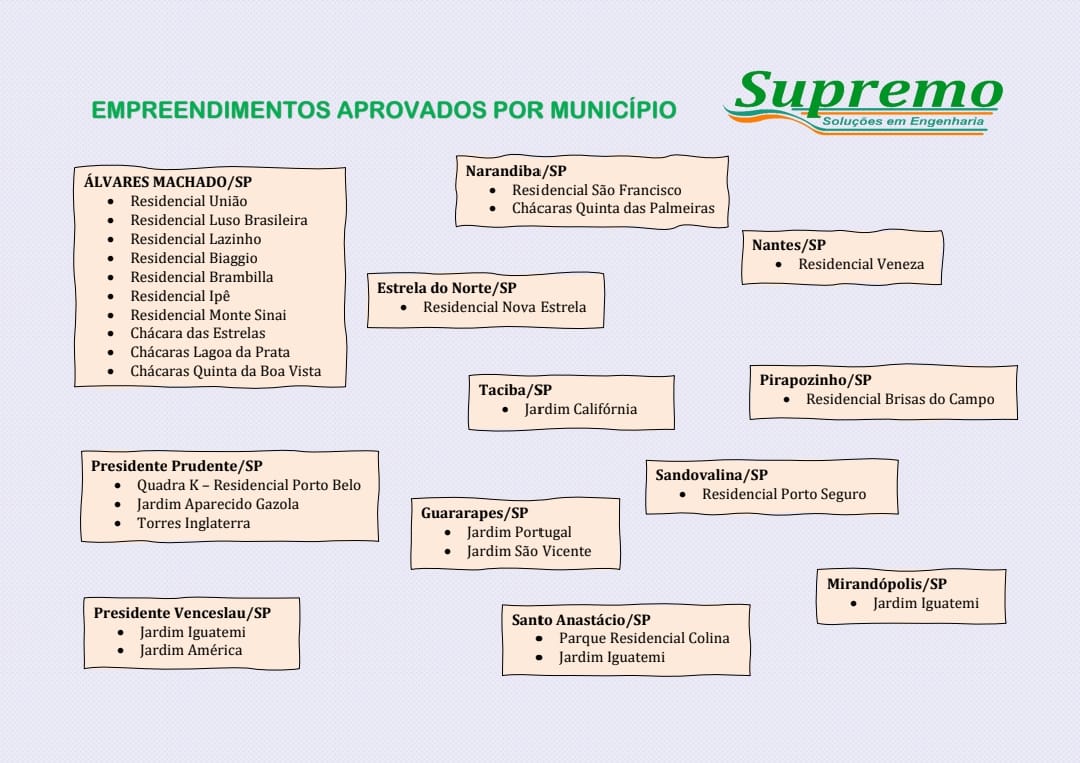 EMPREENDIMENTOS APROVADOS POR MUNICÍPIO
Supremo
Soluções em Engenharia
ÁLVARES MACHADO/SP
• Residencial União
• Residencial Luso Brasileira
• Residencial Lazinho
• Residencial Biaggio
• Residencial Brambilla
• Residencial Ipê
• Residencial Monte Sinai
• Chácara das Estrelas
• Chácaras Lagoa da Prata
• Chácaras Quinta da Boa Vista
Narandiba/SP
• Residencial São Francisco
• Chácaras Quinta das Palmeiras
Nantes/SP
• Residencial Veneza
Estrela do Norte/SP
• Residencial Nova Estrela
Taciba/SP
• Jardim Califórnia
Pirapozinho/SP
• Residencial Brisas do Campo
Presidente Prudente/SP
• Quadra K – Residencial Porto Belo
• Jardim Aparecido Gazola
• Torres Inglaterra
Sandovalina/SP
• Residencial Porto Seguro
Guararapes/SP
• Jardim Portugal
• Jardim São Vicente
Mirandópolis/SP
• Jardim Iguatemi
Presidente Venceslau/SP
• Jardim Iguatemi
• Jardim América
Santo Anastácio/SP
• Parque Residencial Colina
• Jardim Iguatemi